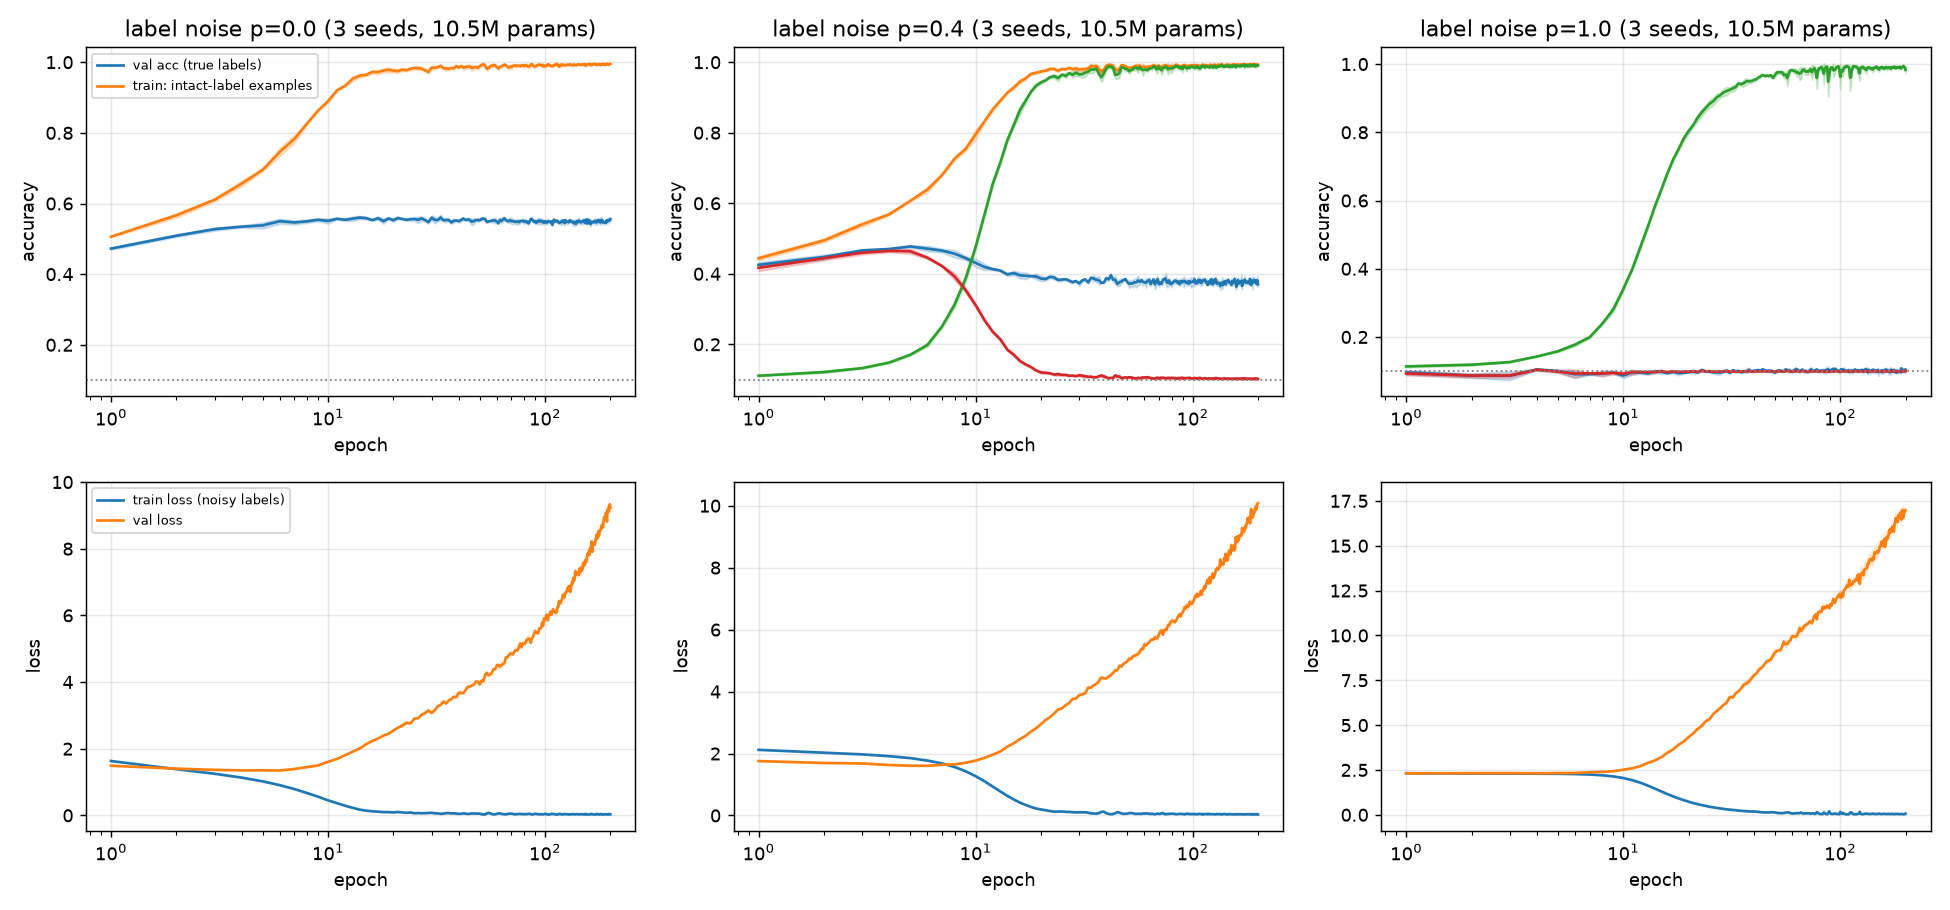 label noise p=0.0 (3 seeds, 10.5M params)
label noise p=0.4 (3 seeds, 10.5M params)
label noise p=1.0 (3 seeds, 10.5M params)
val acc (true labels)
train: intact-label examples
accuracy
1.0
0.8
0.6
0.4
0.2
10⁰
10¹
10²
epoch
accuracy
1.0
0.8
0.6
0.4
0.2
10⁰
10¹
10²
epoch
accuracy
1.0
0.8
0.6
0.4
0.2
10⁰
10¹
10²
epoch
train loss (noisy labels)
val loss
loss
10
8
6
4
2
0
10⁰
10¹
10²
epoch
loss
10
8
6
4
2
0
10⁰
10¹
10²
epoch
loss
17.5
15.0
12.5
10.0
7.5
5.0
2.5
0.0
10⁰
10¹
10²
epoch